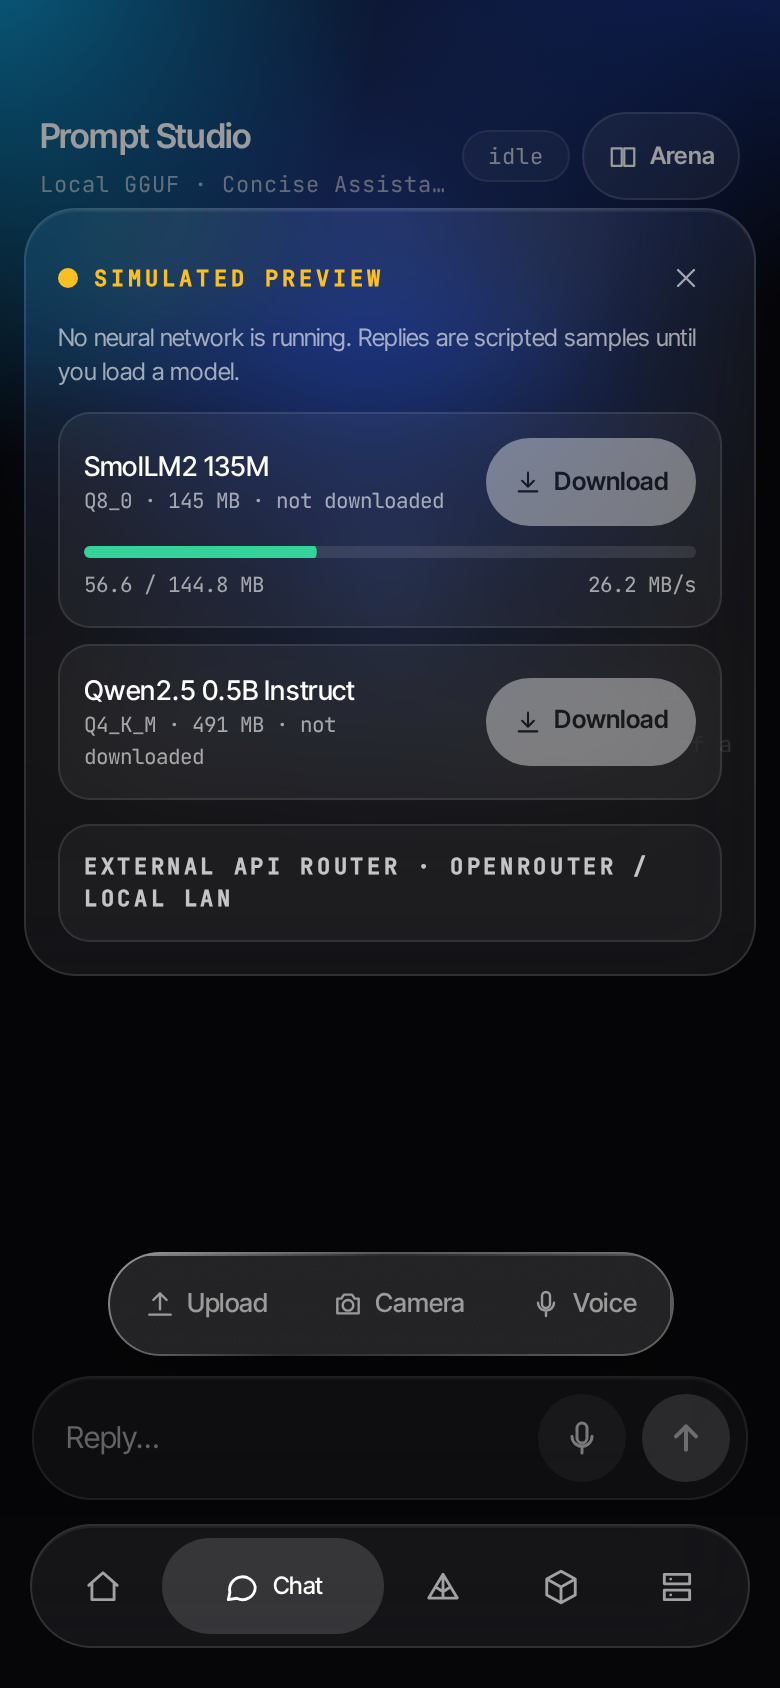 Prompt Studio
Local GGUF · Concise Assista…
idle
Arena
SIMULATED PREVIEW
No neural network is running. Replies are scripted samples until
you load a model.
SmolLM2 135M
Q8_0 · 145 MB · not downloaded
Download
56.6 / 144.8 MB
26.2 MB/s
Qwen2.5 0.5B Instruct
Q4_K_M · 491 MB · not
downloaded
Download
EXTERNAL API ROUTER · OPENROUTER /
LOCAL LAN
Upload
Camera
Voice
Reply...
Chat